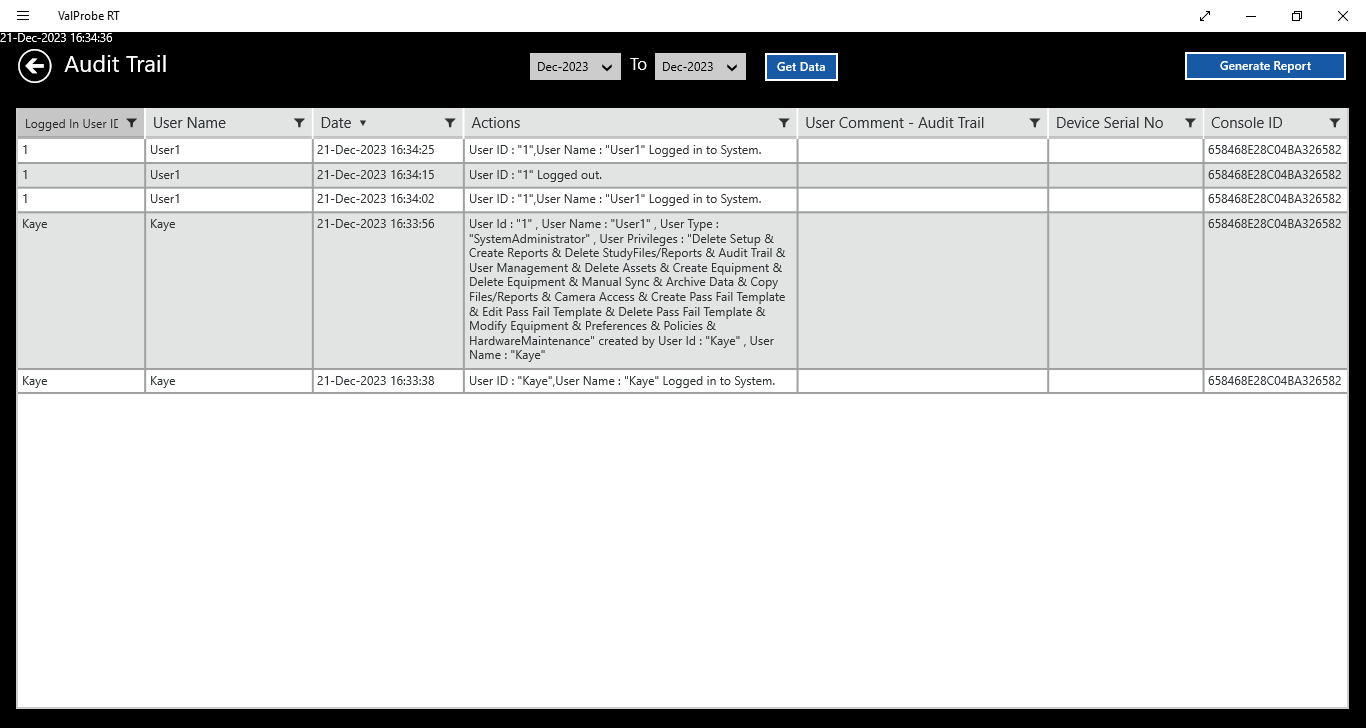 ValProbe RT
21-Dec-2023 16:34:36
Audit Trail
Dec-2023 To Dec-2023 Get Data Generate Report
Logged In User ID User Name Date Actions User Comment - Audit Trail Device Serial No Console ID
1 User1 21-Dec-2023 16:34:25 User ID : "1",User Name : "User1" Logged in to System. 658468E28C04BA326582
1 User1 21-Dec-2023 16:34:15 User ID : "1" Logged out. 658468E28C04BA326582
1 User1 21-Dec-2023 16:34:02 User ID : "1",User Name : "User1" Logged in to System. 658468E28C04BA326582
Kaye Kaye 21-Dec-2023 16:33:56 User Id : "1" , User Name : "User1" , User Type : 658468E28C04BA326582
"SystemAdministrator" , User Privileges : "Delete Setup &
Create Reports & Delete StudyFiles/Reports & Audit Trail &
User Management & Delete Assets & Create Equipment &
Delete Equipment & Manual Sync & Archive Data & Copy
Files/Reports & Camera Access & Create Pass Fail Template
& Edit Pass Fail Template & Delete Pass Fail Template &
Modify Equipment & Preferences & Policies &
HardwareMaintenance" created by User Id : "Kaye" , User
Name : "Kaye"
Kaye Kaye 21-Dec-2023 16:33:38 User ID : "Kaye",User Name : "Kaye" Logged in to System. 658468E28C04BA326582